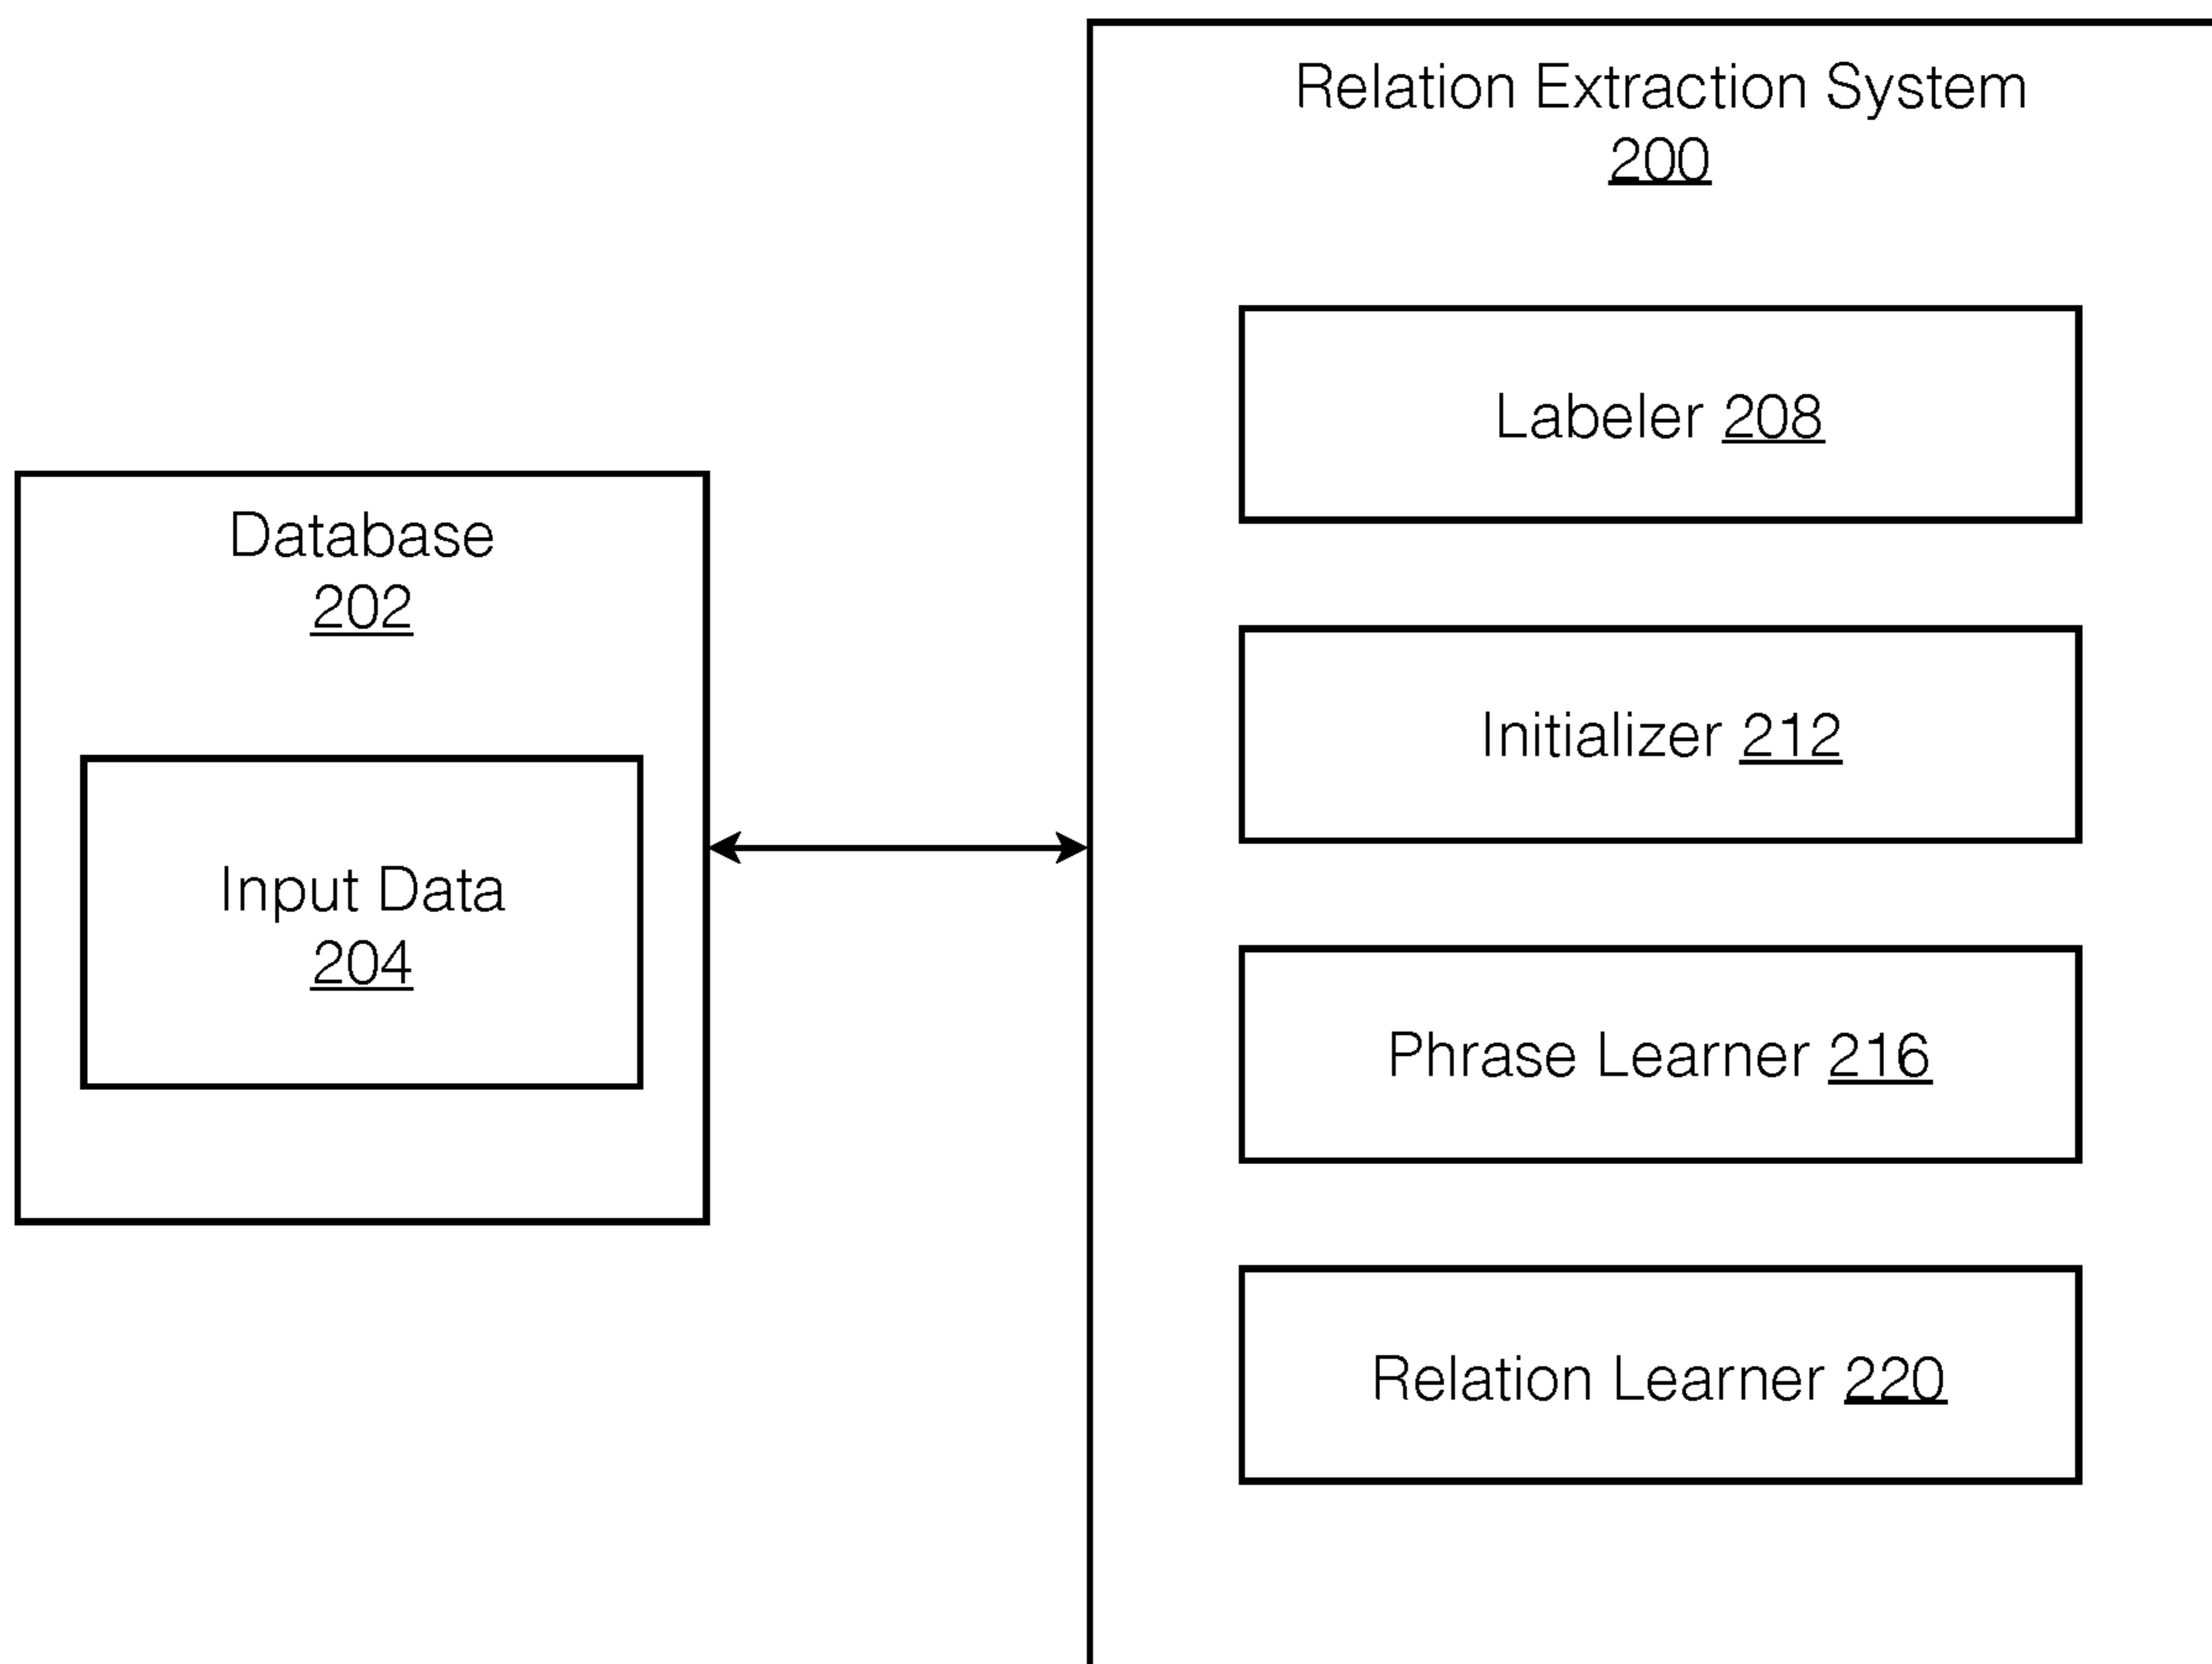 Relation Extraction System
200
Labeler 208
Database
202
Initializer 212
Input Data
204
Phrase Learner 216
Relation Learner 220